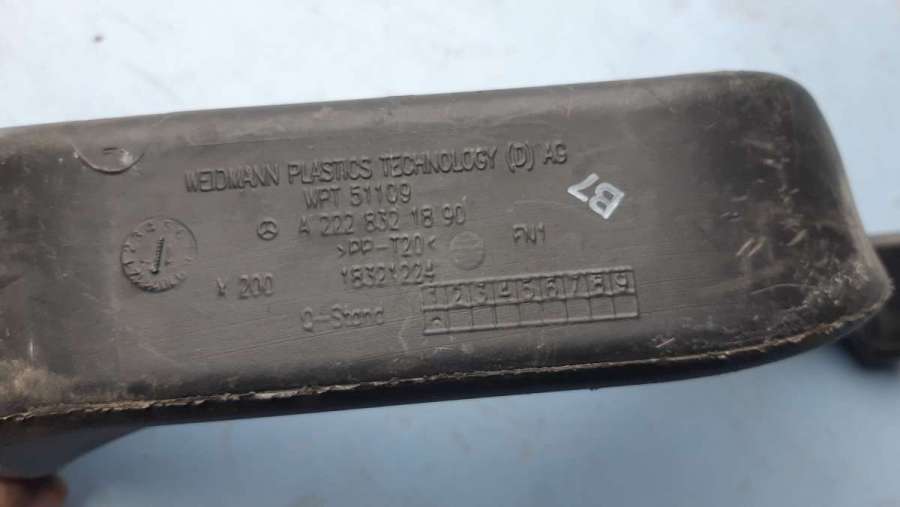 WEIDMANN PLASTICS TECHNOLOGY (D) AG
WPT 51109
A 222 832 18 90
>PP-T20< FN1
X 200 18321224
Q-Stand 1 2 3 4 5 6 7 8 9
B7